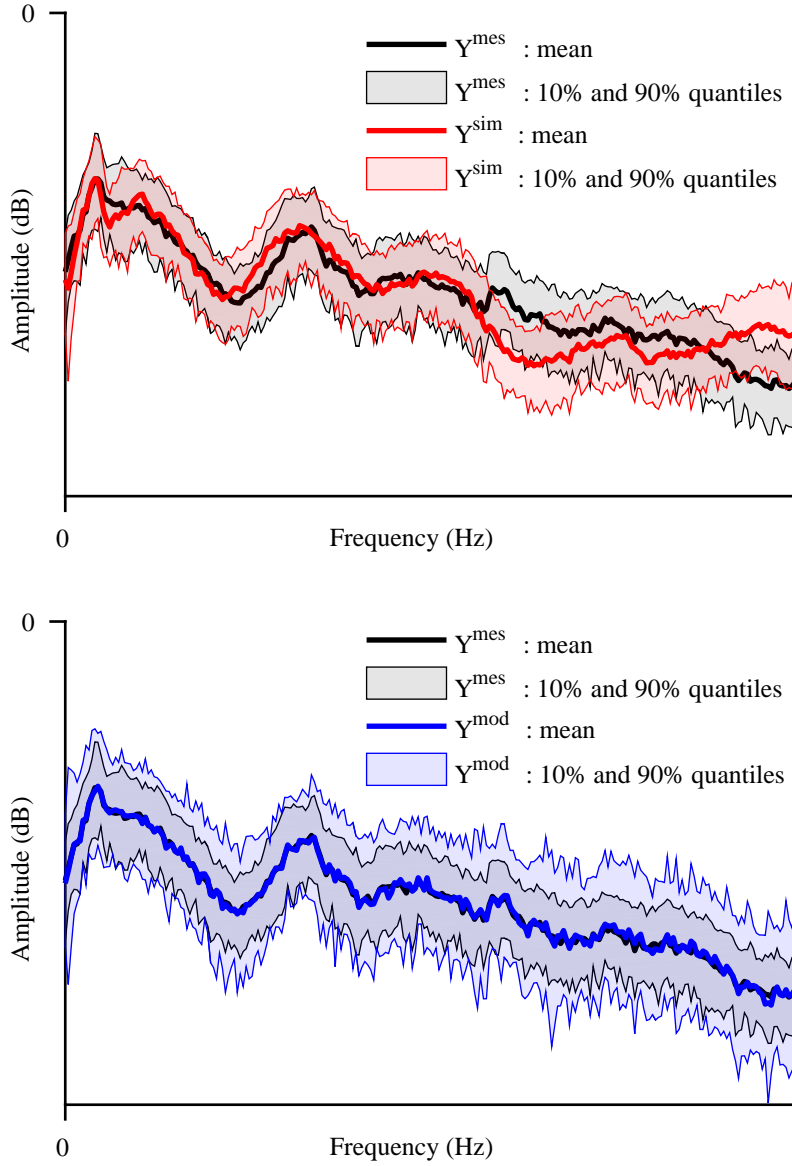 0
Y^mes : mean
Y^mes : 10% and 90% quantiles
Y^sim : mean
Y^sim : 10% and 90% quantiles
Amplitude (dB)
0
Frequency (Hz)
0
Y^mes : mean
Y^mes : 10% and 90% quantiles
Y^mod : mean
Y^mod : 10% and 90% quantiles
Amplitude (dB)
0
Frequency (Hz)